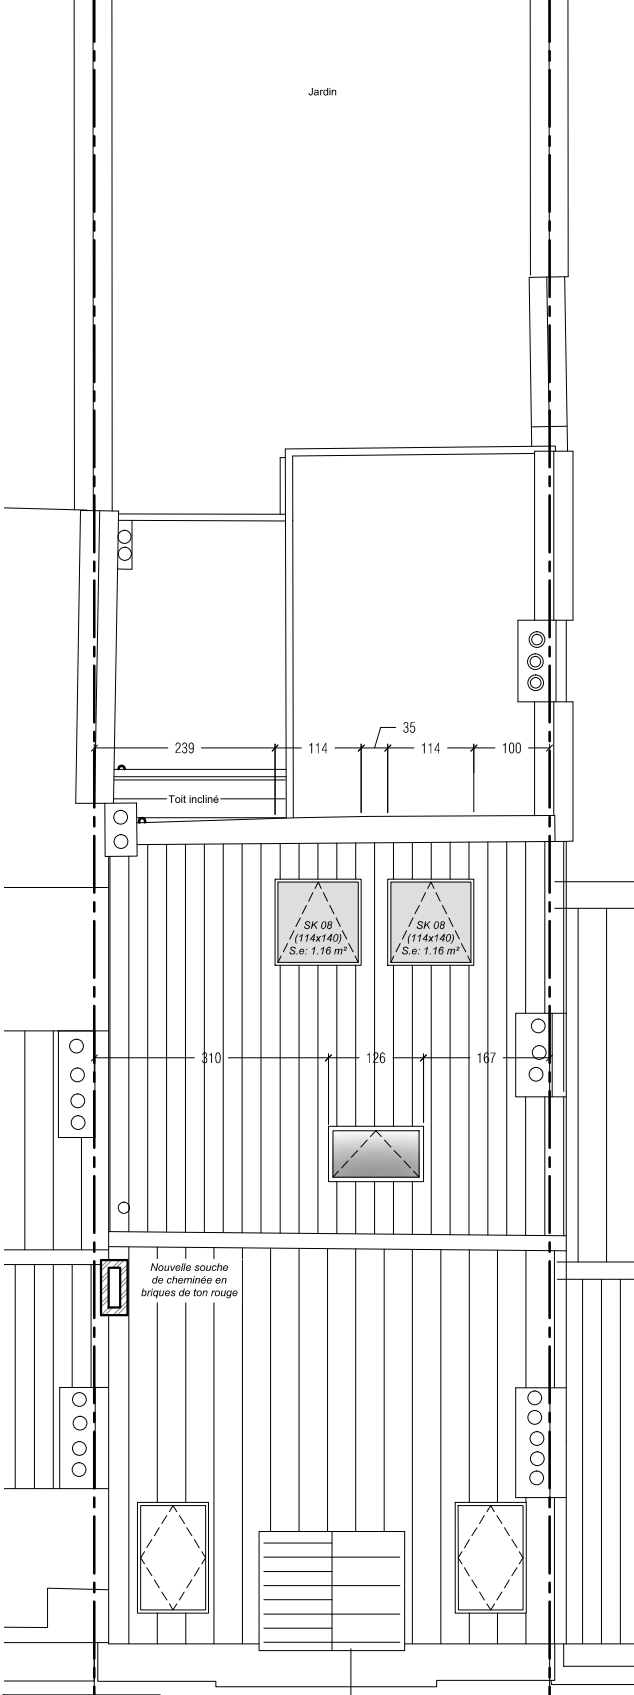 Jardin
35
239
114
114
100
Toit incliné
SK 08
(114x140)
S.e: 1.16 m²
SK 08
(114x140)
S.e: 1.16 m²
310
126
167
Nouvelle souche
de cheminée en
briques de ton rouge